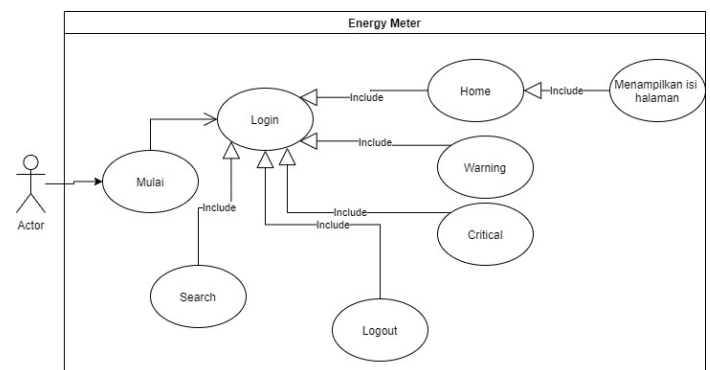 Energy Meter
Include
Home
Include
Menampilkan isi
halaman
Login
Include
Warning
Mulai
Actor
Include
Include
Critical
Include
Search
Logout